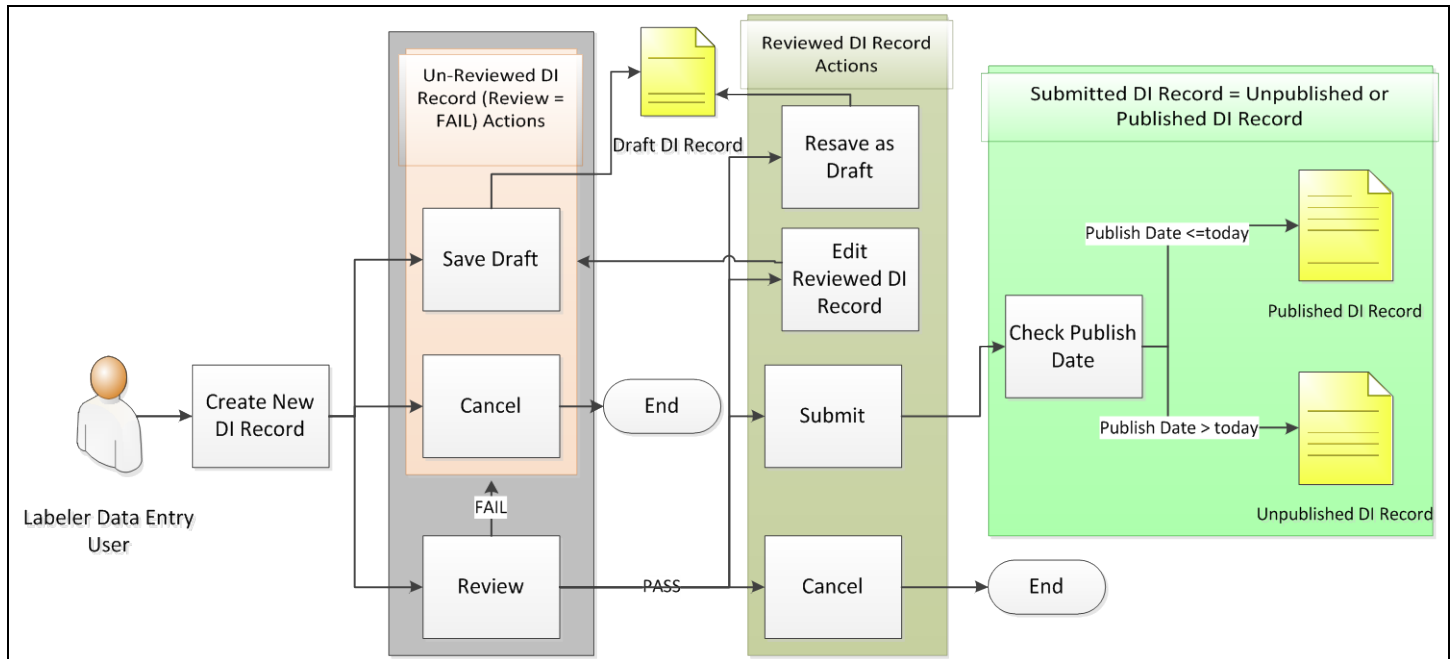 Un-Reviewed DI
Record (Review =
FAIL) Actions
Reviewed DI Record
Actions
Submitted DI Record = Unpublished or
Published DI Record
Draft DI Record
Resave as
Draft
Save Draft
Edit
Reviewed DI
Record
Publish Date <=today
Published DI Record
Check Publish
Date
Create New
DI Record
Cancel
End
Submit
Publish Date > today
Unpublished DI Record
Labeler Data Entry
User
FAIL
Review
PASS
Cancel
End